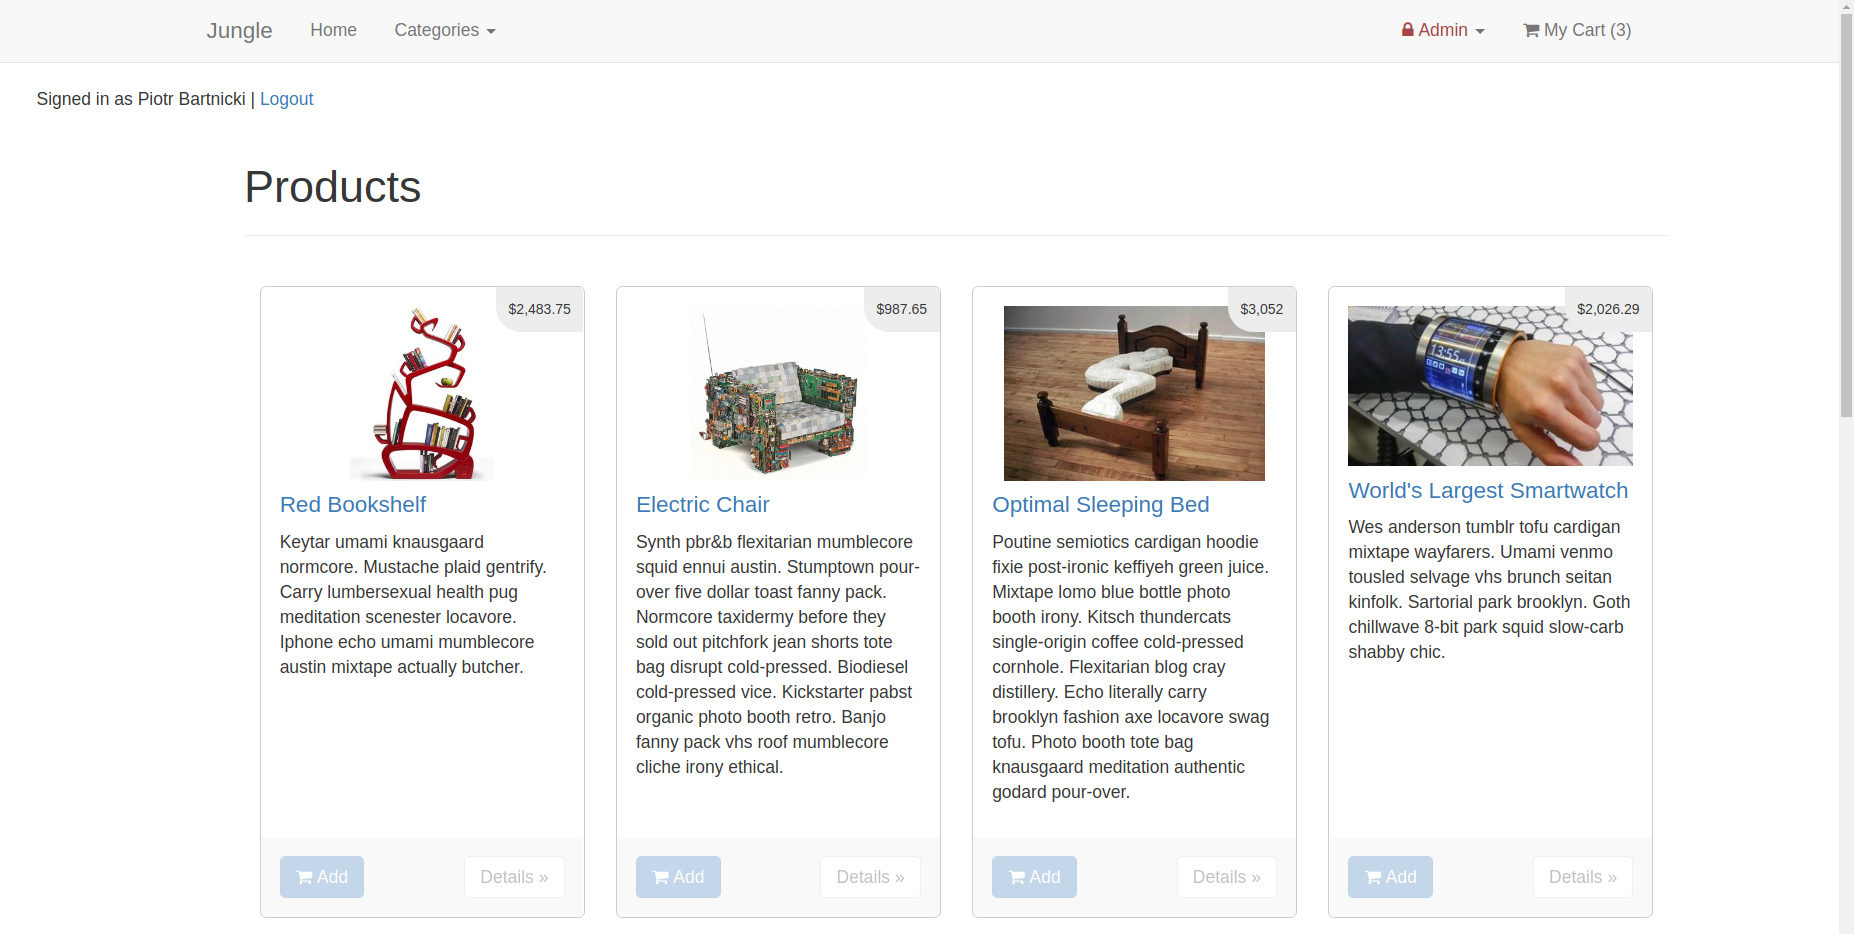 Jungle Home Categories Admin My Cart (3)
Signed in as Piotr Bartnicki | Logout
Products
$2,483.75
Red Bookshelf
Keytar umami knausgaard
normcore. Mustache plaid gentrify.
Carry lumbersexual health pug
meditation scenester locavore.
Iphone echo umami mumblecore
austin mixtape actually butcher.
Add Details »
$987.65
Electric Chair
Synth pbr&b flexitarian mumblecore
squid ennui austin. Stumptown pour-
over five dollar toast fanny pack.
Normcore taxidermy before they
sold out pitchfork jean shorts tote
bag disrupt cold-pressed. Biodiesel
cold-pressed vice. Kickstarter pabst
organic photo booth retro. Banjo
fanny pack vhs roof mumblecore
cliche irony ethical.
Add Details »
$3,052
Optimal Sleeping Bed
Poutine semiotics cardigan hoodie
fixie post-ironic keffiyeh green juice.
Mixtape lomo blue bottle photo
booth irony. Kitsch thundercats
single-origin coffee cold-pressed
cornhole. Flexitarian blog cray
distillery. Echo literally carry
brooklyn fashion axe locavore swag
tofu. Photo booth tote bag
knausgaard meditation authentic
godard pour-over.
Add Details »
$2,026.29
13:55
World's Largest Smartwatch
Wes anderson tumblr tofu cardigan
mixtape wayfarers. Umami venmo
tousled selvage vhs brunch seitan
kinfolk. Sartorial park brooklyn. Goth
chillwave 8-bit park squid slow-carb
shabby chic.
Add Details »